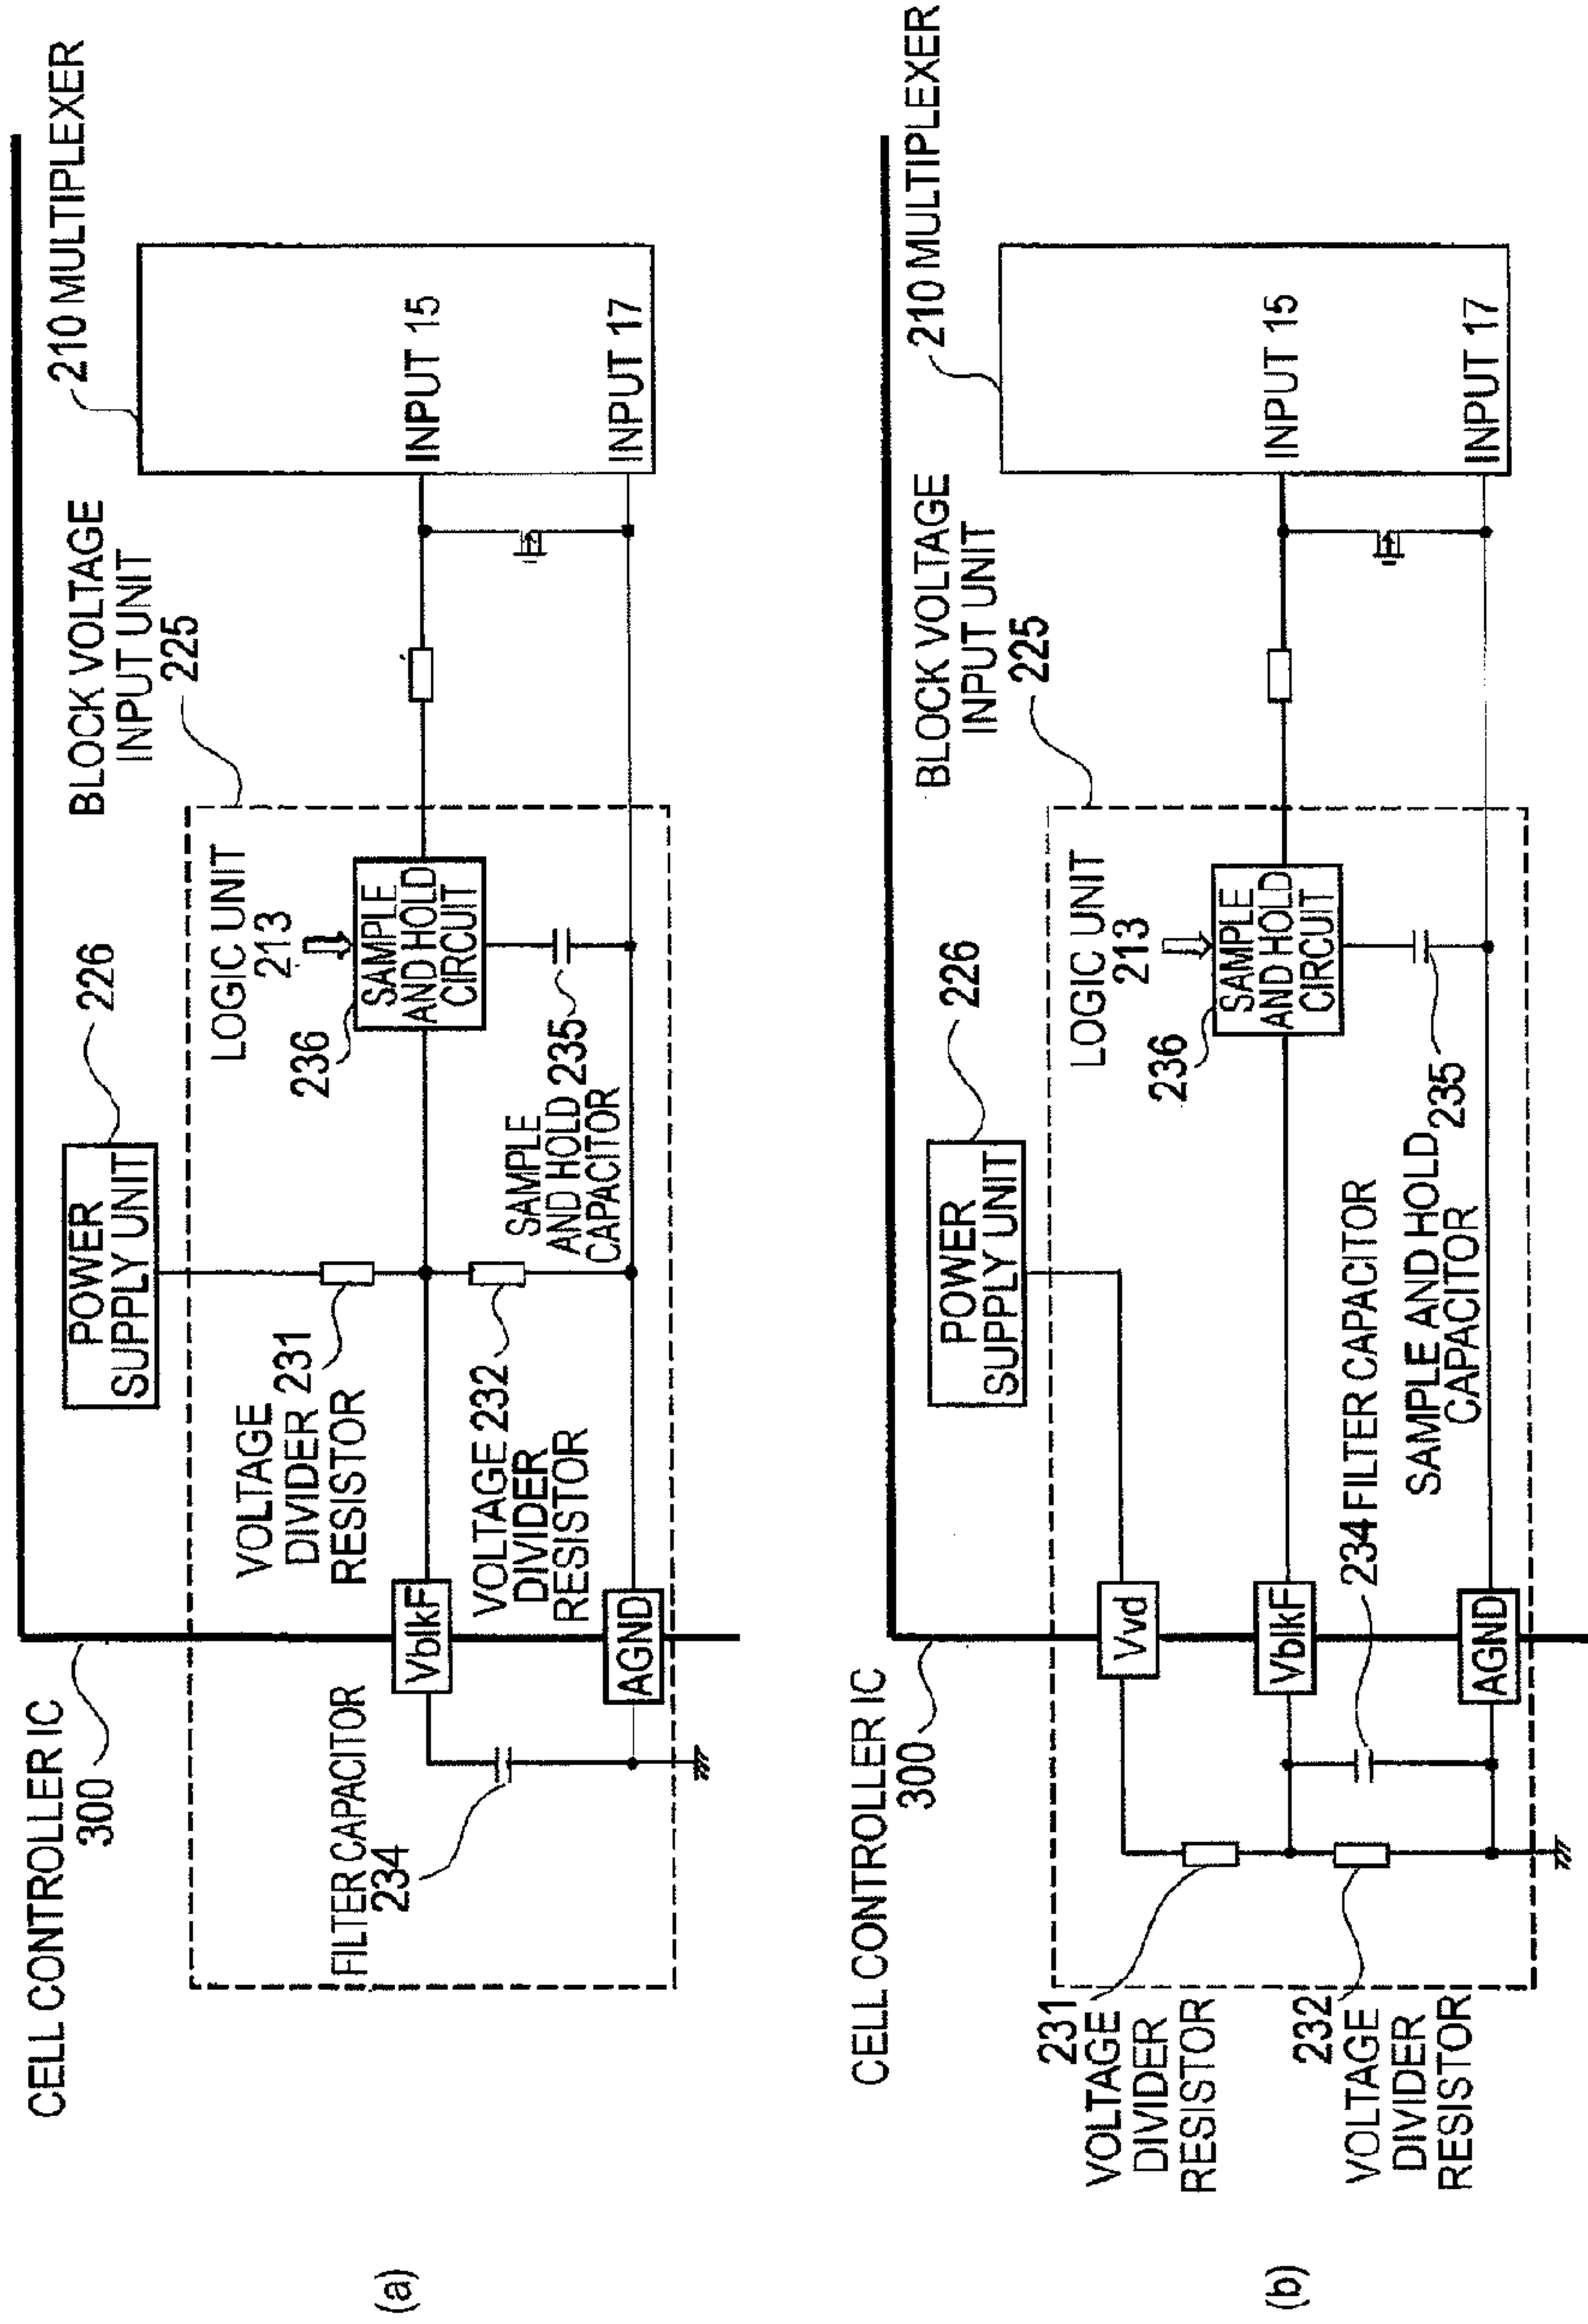 (a)
CELL CONTROLLER IC
300
POWER
SUPPLY UNIT
226
BLOCK VOLTAGE
INPUT UNIT
225
210 MULTIPLEXER
LOGIC UNIT
213
236
SAMPLE
AND HOLD
CIRCUIT
INPUT 15
INPUT 17
VOLTAGE
DIVIDER 231
RESISTOR
VOLTAGE 232
DIVIDER
RESISTOR
SAMPLE
AND HOLD 235
CAPACITOR
VblkF
AGND
FILTER CAPACITOR
234
(b)
CELL CONTROLLER IC
300
POWER
SUPPLY UNIT
226
BLOCK VOLTAGE
INPUT UNIT
225
210 MULTIPLEXER
LOGIC UNIT
213
236
SAMPLE
AND HOLD
CIRCUIT
INPUT 15
INPUT 17
Vvd
VblkF
AGND
234 FILTER CAPACITOR
SAMPLE AND HOLD 235
CAPACITOR
231
VOLTAGE
DIVIDER
RESISTOR
232
VOLTAGE
DIVIDER
RESISTOR